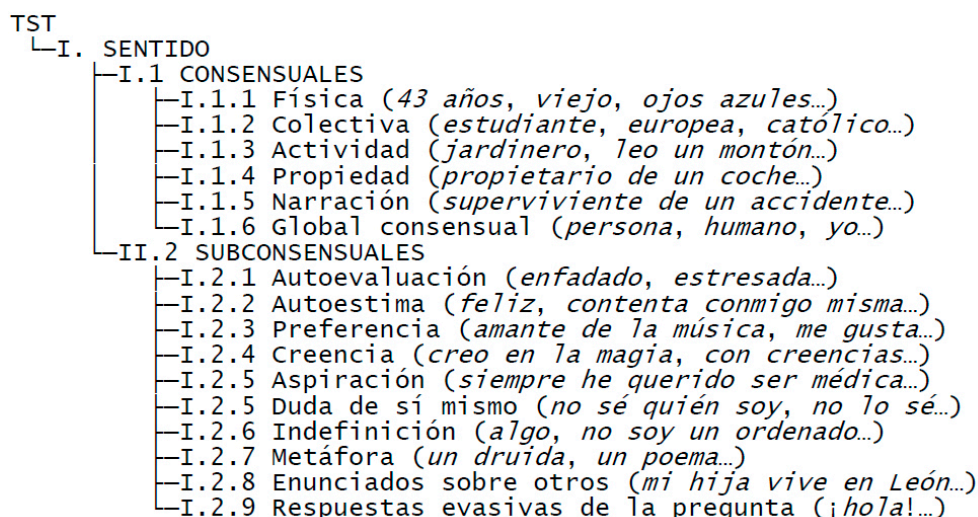 TST
I. SENTIDO
I.1 CONSENSUALES
I.1.1 Física (43 años, viejo, ojos azules…)
I.1.2 Colectiva (estudiante, europea, católico…)
I.1.3 Actividad (jardinero, leo un montón…)
I.1.4 Propiedad (propietario de un coche…)
I.1.5 Narración (superviviente de un accidente…)
I.1.6 Global consensual (persona, humano, yo…)
II.2 SUBCONSENSUALES
I.2.1 Autoevaluación (enfadado, estresada…)
I.2.2 Autoestima (feliz, contenta conmigo misma…)
I.2.3 Preferencia (amante de la música, me gusta…)
I.2.4 Creencia (creo en la magia, con creencias…)
I.2.5 Aspiración (siempre he querido ser médica…)
I.2.5 Duda de sí mismo (no sé quién soy, no lo sé…)
I.2.6 Indefinición (algo, no soy un ordenado…)
I.2.7 Metáfora (un druida, un poema…)
I.2.8 Enunciados sobre otros (mi hija vive en León…)
I.2.9 Respuestas evasivas de la pregunta (¡hola!…)